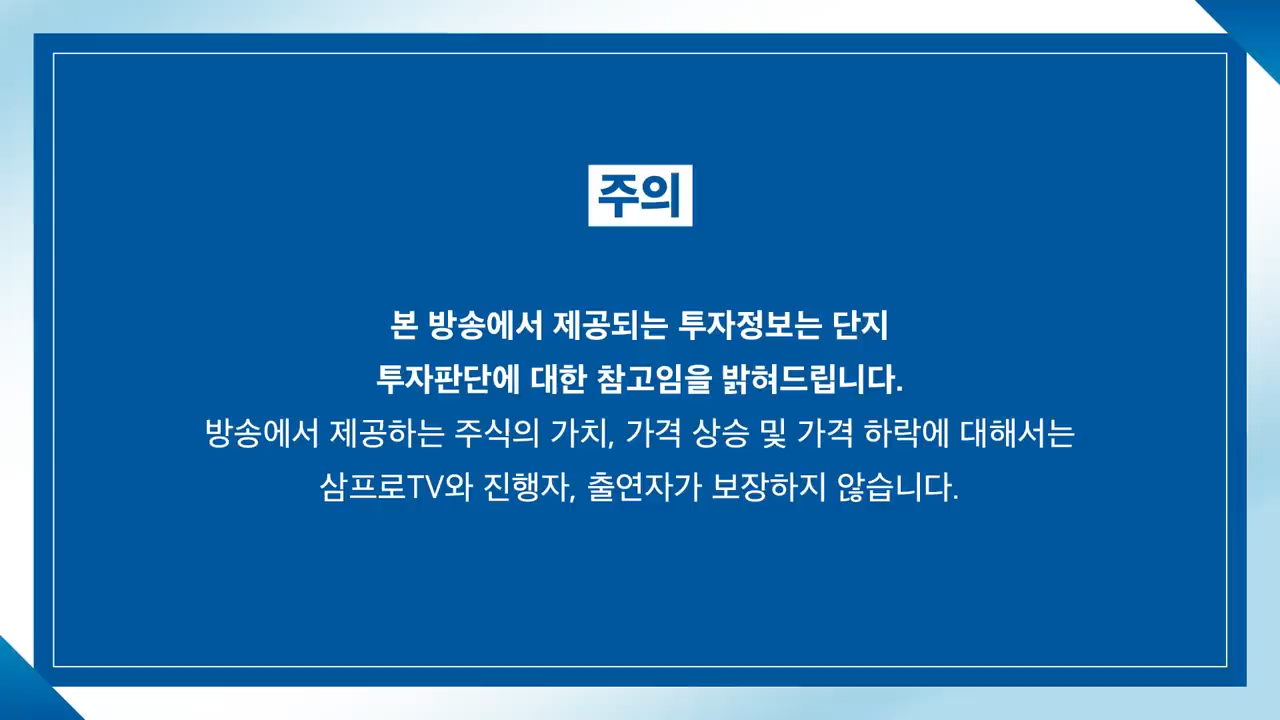 주의
본 방송에서 제공되는 투자정보는 단지
투자판단에 대한 참고임을 밝혀드립니다.
방송에서 제공하는 주식의 가치, 가격 상승 및 가격 하락에 대해서는
삼프로TV와 진행자, 출연자가 보장하지 않습니다.